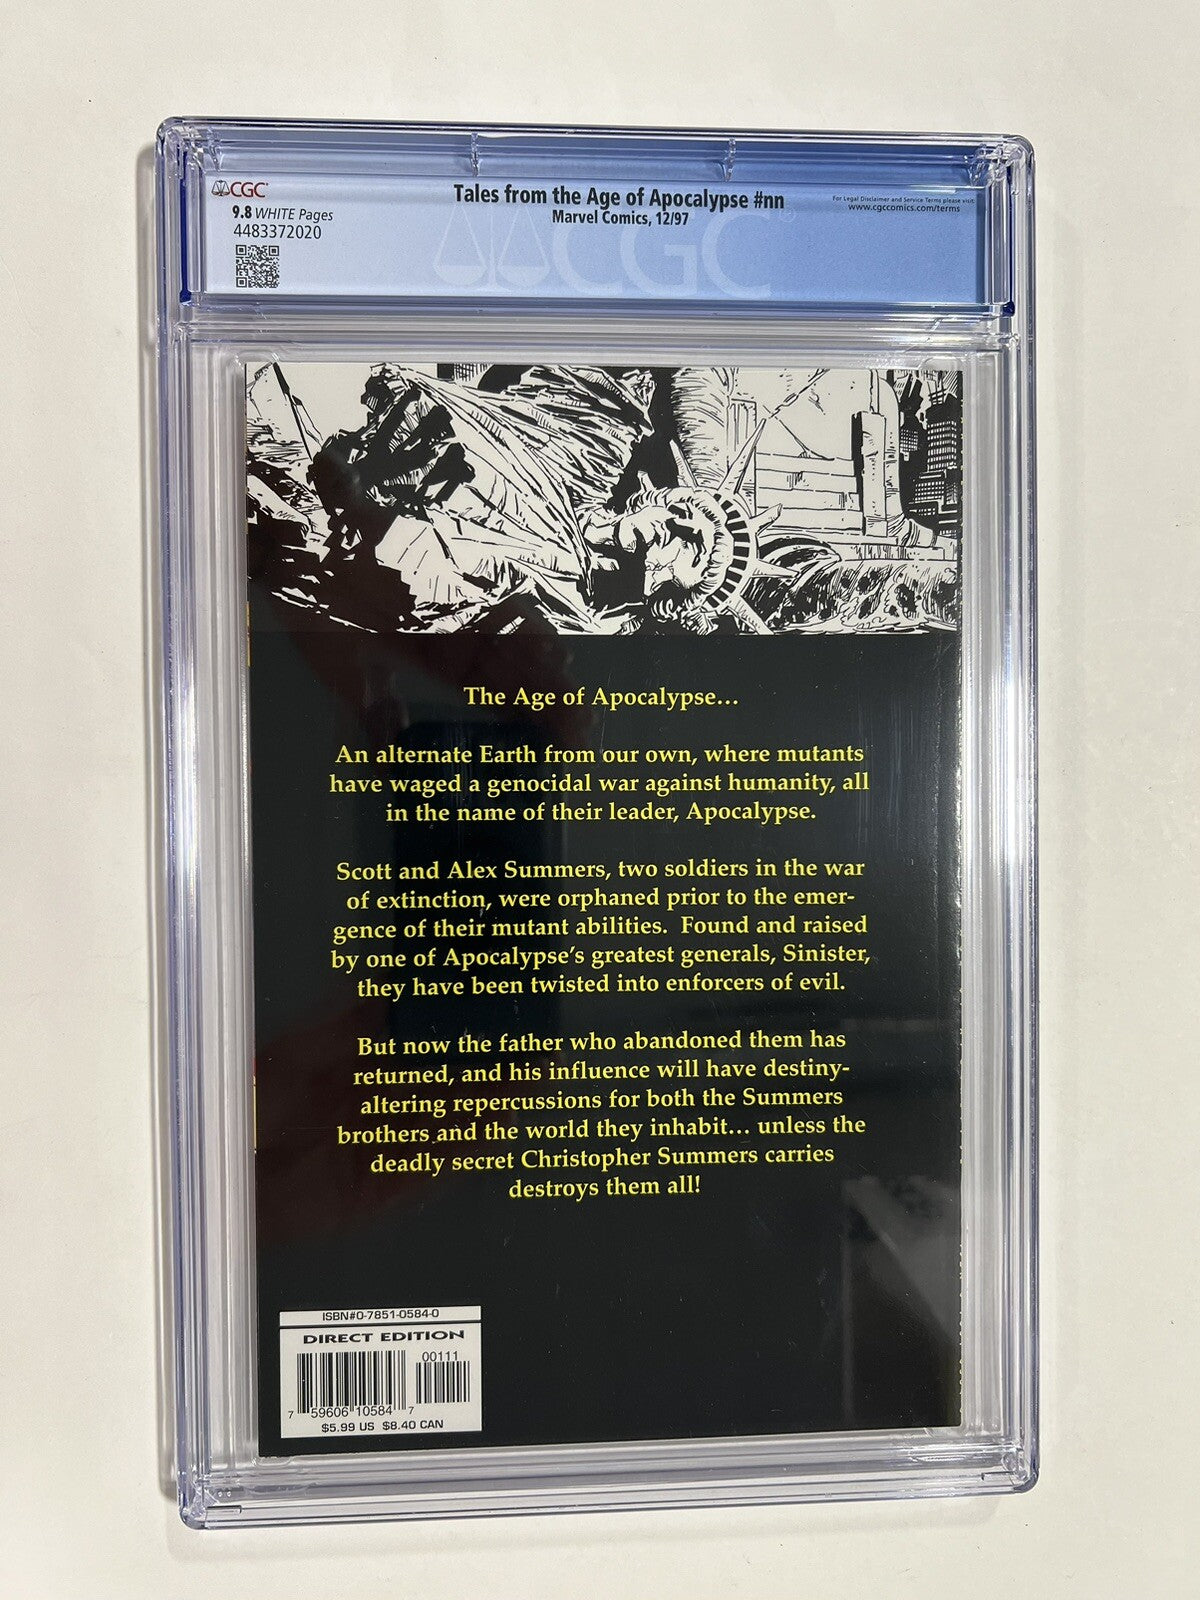 CGC
9.8 WHITE Pages
4483372020
Tales from the Age of Apocalypse #nn
Marvel Comics, 12/97
For Legal Disclaimer and Service Terms please visit:
www.cgccomics.com/terms
CGC
The Age of Apocalypse...
An alternate Earth from our own, where mutants
have waged a genocidal war against humanity, all
in the name of their leader, Apocalypse.
Scott and Alex Summers, two soldiers in the war
of extinction, were orphaned prior to the emer-
gence of their mutant abilities. Found and raised
by one of Apocalypse's greatest generals, Sinister,
they have been twisted into enforcers of evil.
But now the father who abandoned them has
returned, and his influence will have destiny-
altering repercussions for both the Summers
brothers and the world they inhabit... unless the
deadly secret Christopher Summers carries
destroys them all!
ISBN#0-7851-0584-0
DIRECT EDITION
00111
7 59606 10584 7
$5.99 US $8.40 CAN